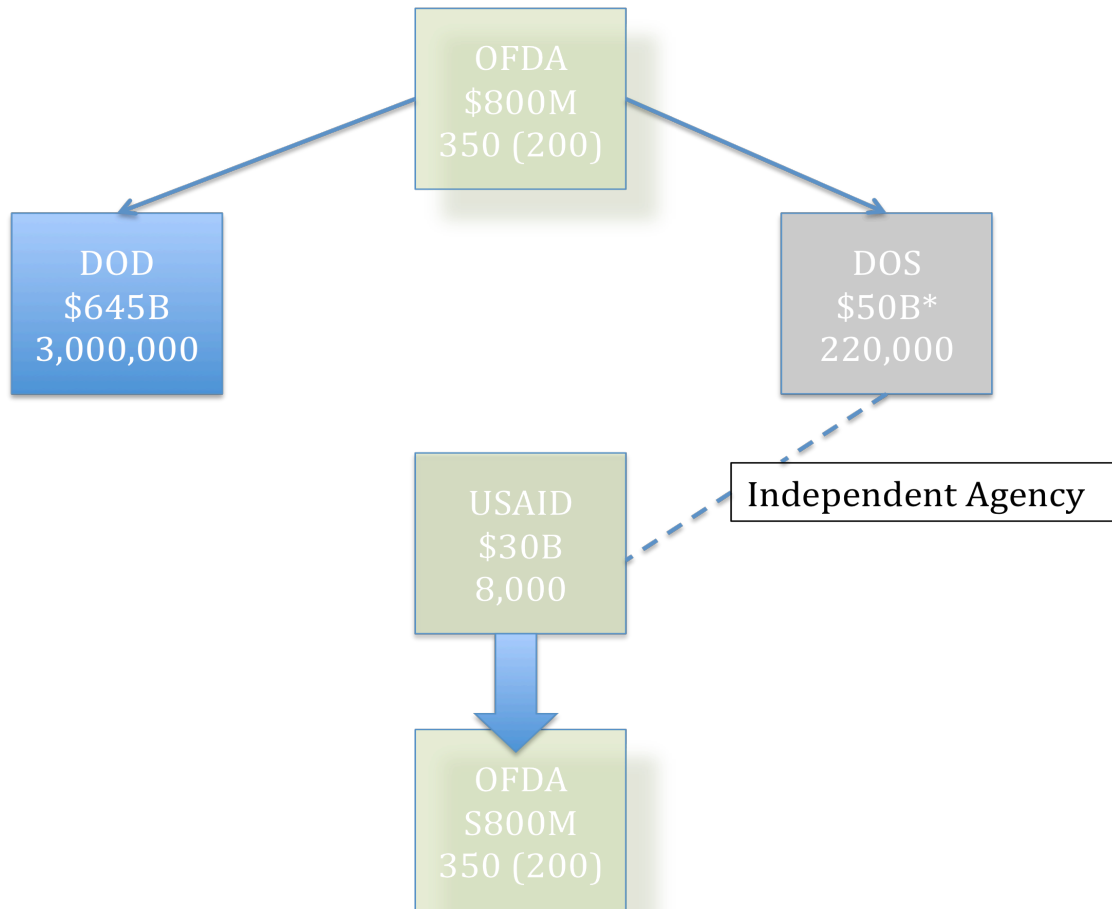 OFDA
$800M
350 (200)
DOD
$645B
3,000,000
DOS
$50B*
220,000
Independent Agency
USAID
$30B
8,000
OFDA
S800M
350 (200)